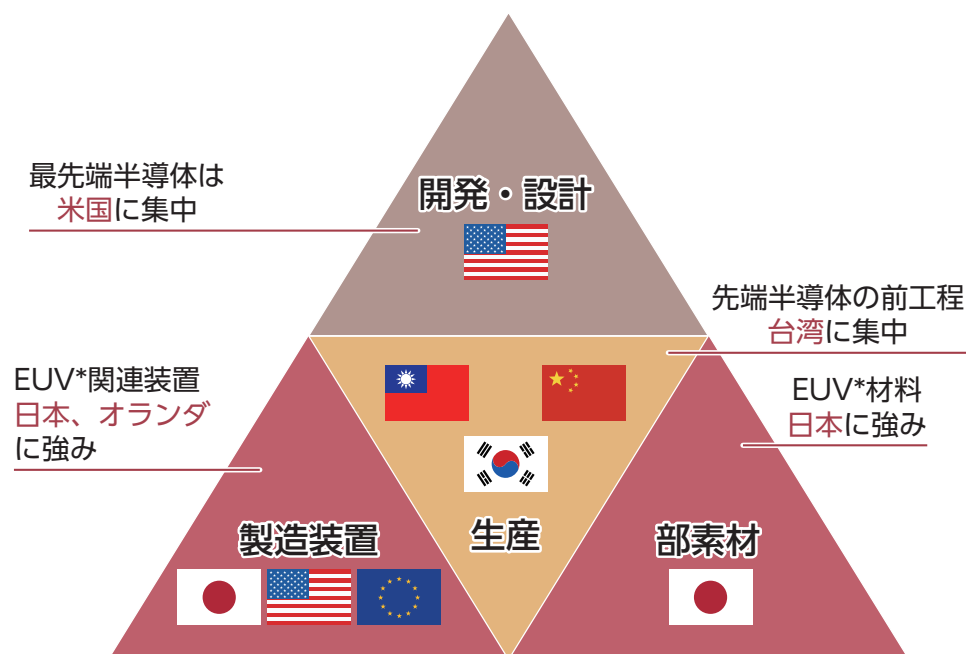 最先端半導体は
米国に集中
開発・設計
先端半導体の前工程
台湾に集中
EUV*関連装置
日本、オランダ
に強み
EUV*材料
日本に強み
製造装置
生産
部素材